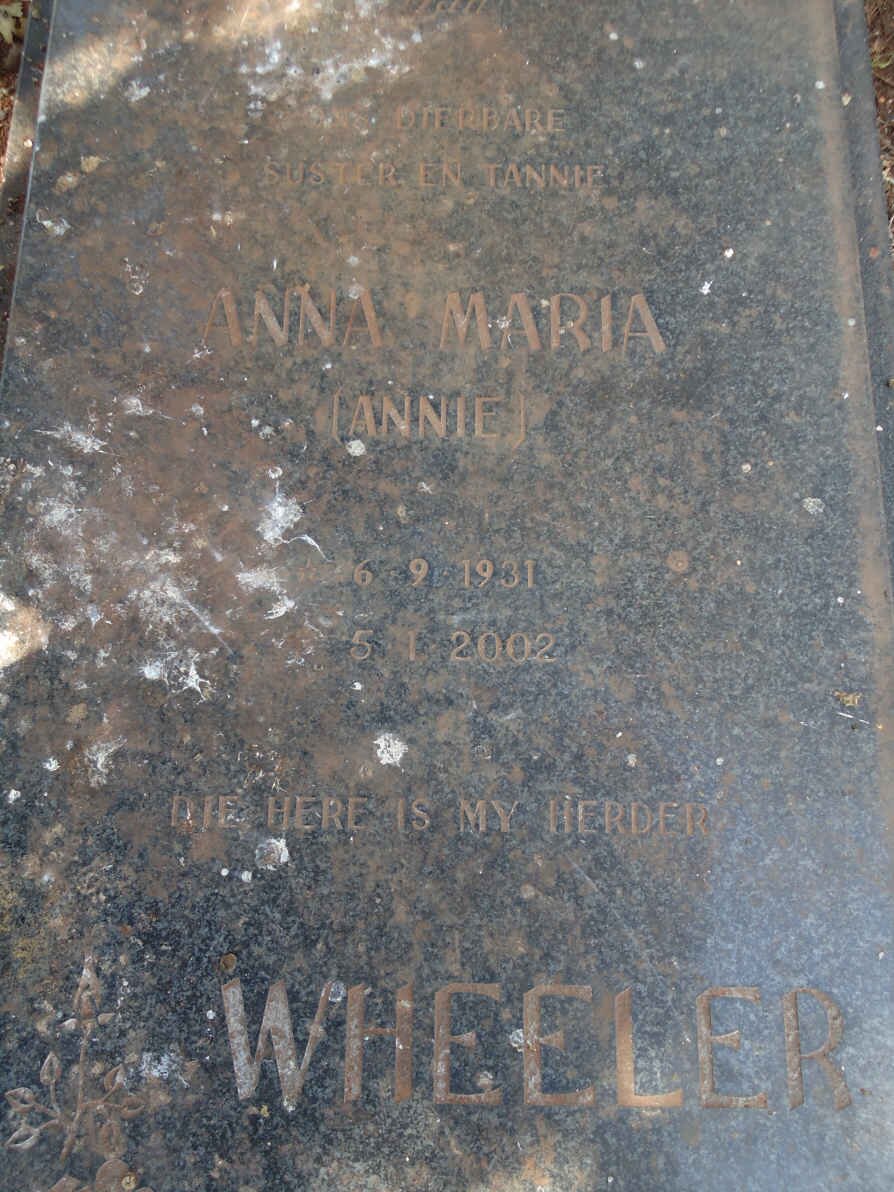 ONS DIERBARE
SUSTER EN TANNIE
ANNA MARIA
(ANNIE)
6 · 9 · 1931
5 · 1 · 2002
DIE HERE IS MY HERDER
WHEELER